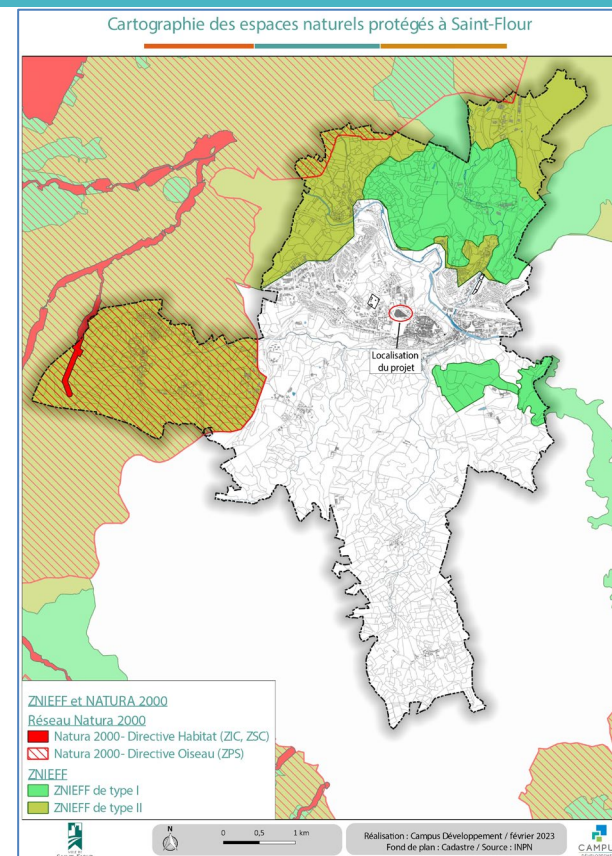 Cartographie des espaces naturels protégés à Saint-Flour
Localisation
du projet
ZNIEFF et NATURA 2000
Réseau Natura 2000
Natura 2000- Directive Habitat (ZIC, ZSC)
Natura 2000- Directive Oiseau (ZPS)
ZNIEFF
ZNIEFF de type I
ZNIEFF de type II
N
0 0,5 1 km
Réalisation : Campus Développement / février 2023
Fond de plan : Cadastre / Source : INPN
CAMPUS